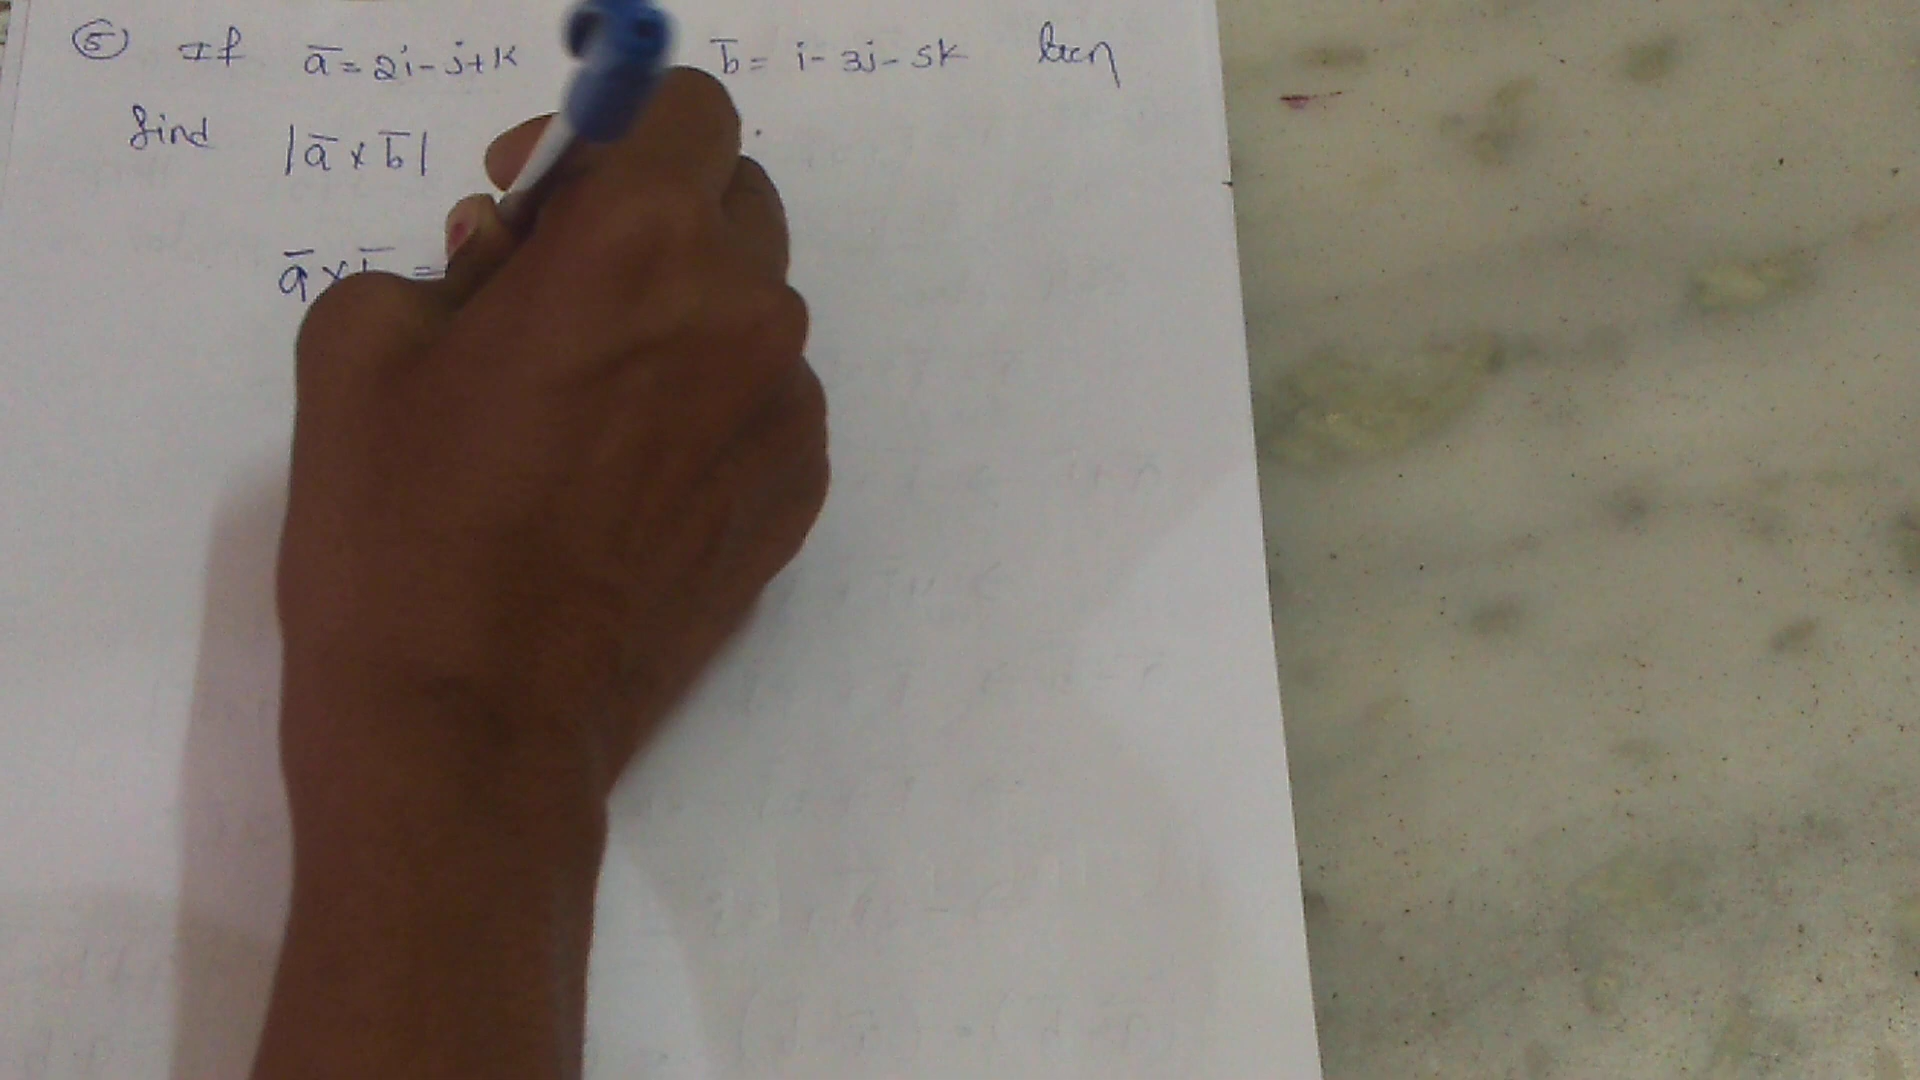 ⑤ If a̅ = 2i - j + k b̅ = i - 3j - 5k then
find |a̅ x b̅|
a̅ x b̅ =